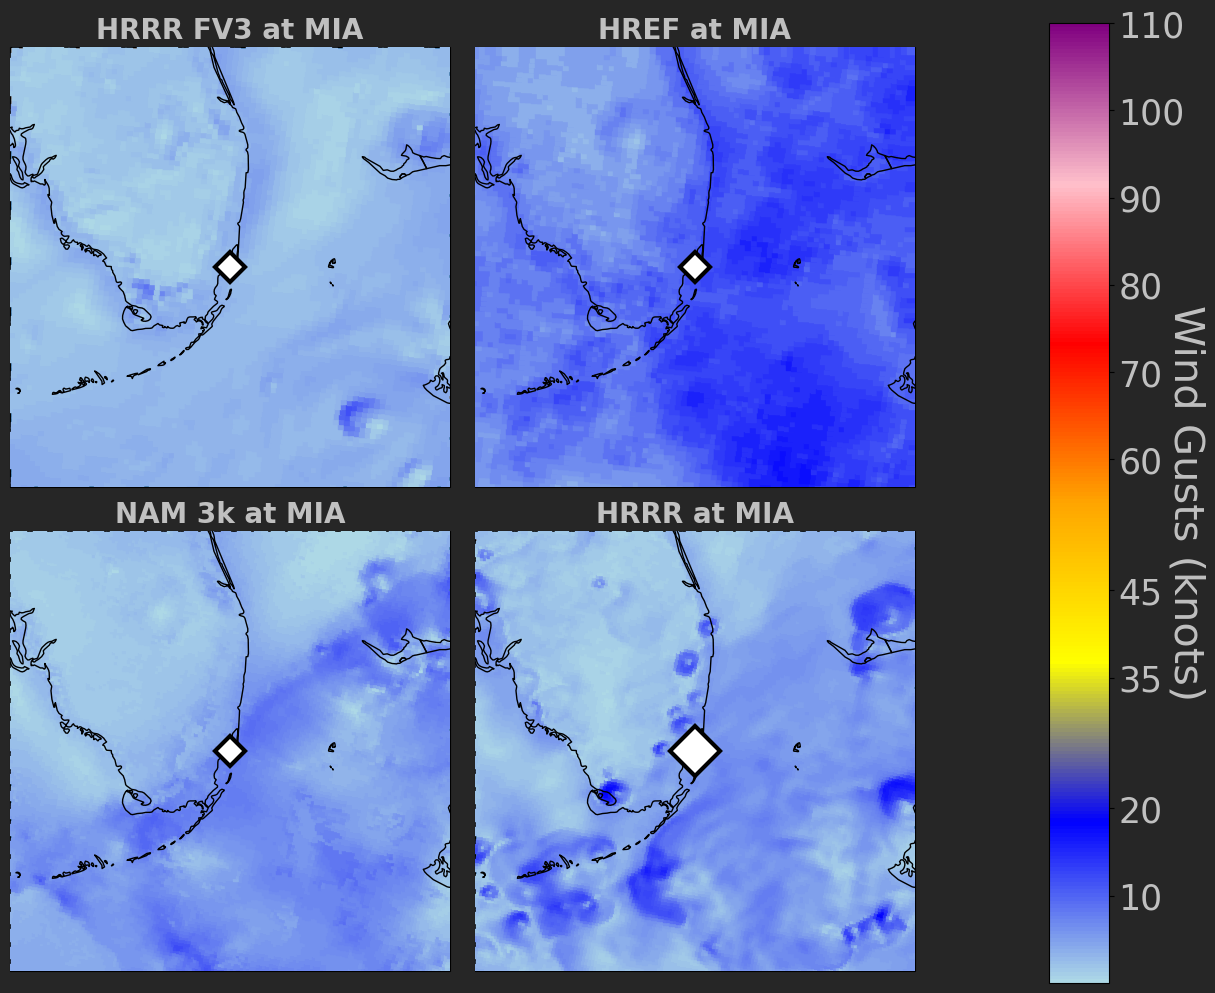 HRRR FV3 at MIA
HREF at MIA
NAM 3k at MIA
HRRR at MIA
110
100
90
80
70
60
45
35
20
10
Wind Gusts (knots)